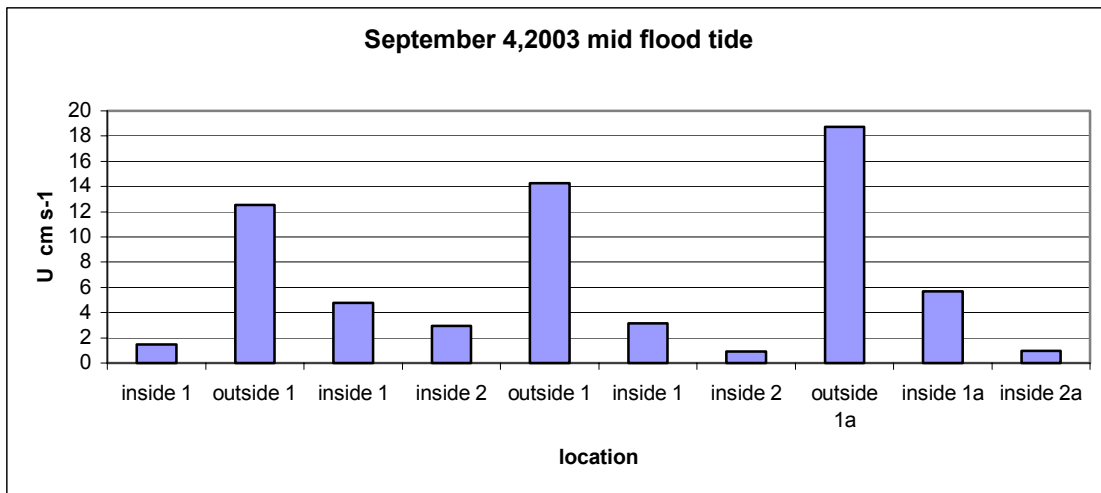 September 4,2003 mid flood tide
20
18
16
14
12
10
8
6
4
2
0
U cm s-1
inside 1 outside 1 inside 1 inside 2 outside 1 inside 1 inside 2 outside 1a inside 1a inside 2a
location